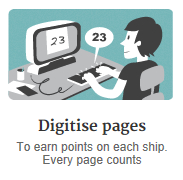 23
23
Digitise pages
To earn points on each ship.
Every page counts